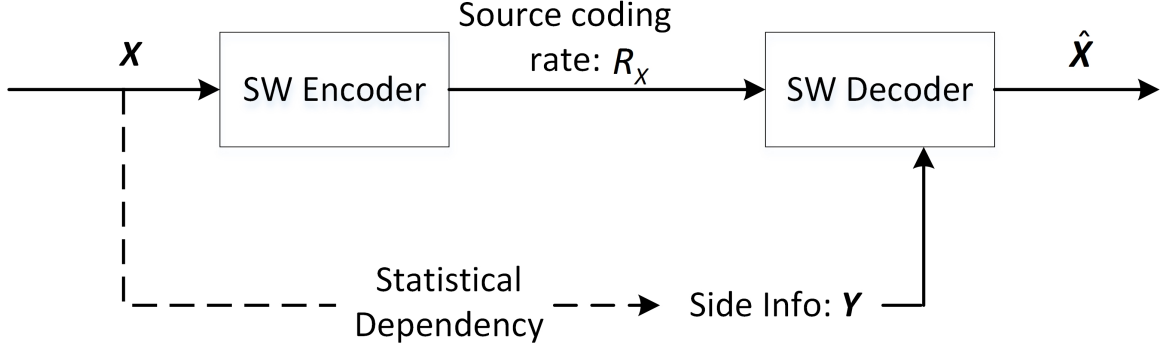 Source coding
rate: R_X
X
SW Encoder
SW Decoder
X̂
Statistical
Dependency
Side Info: Y